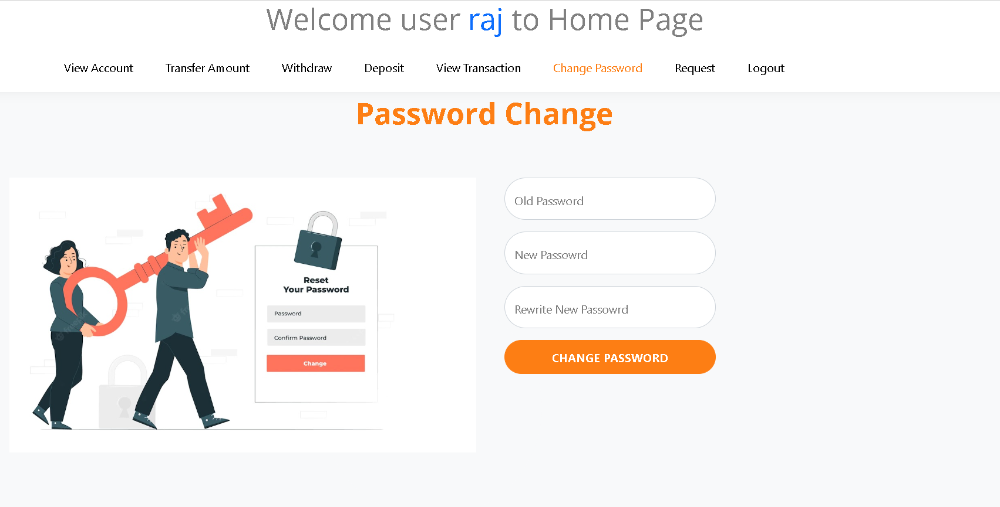 Welcome user raj to Home Page
View Account Transfer Amount Withdraw Deposit View Transaction Change Password Request Logout
Password Change
Reset
Your Password
Password
Confirm Password
Change
Old Password
New Passowrd
Rewrite New Passowrd
CHANGE PASSWORD